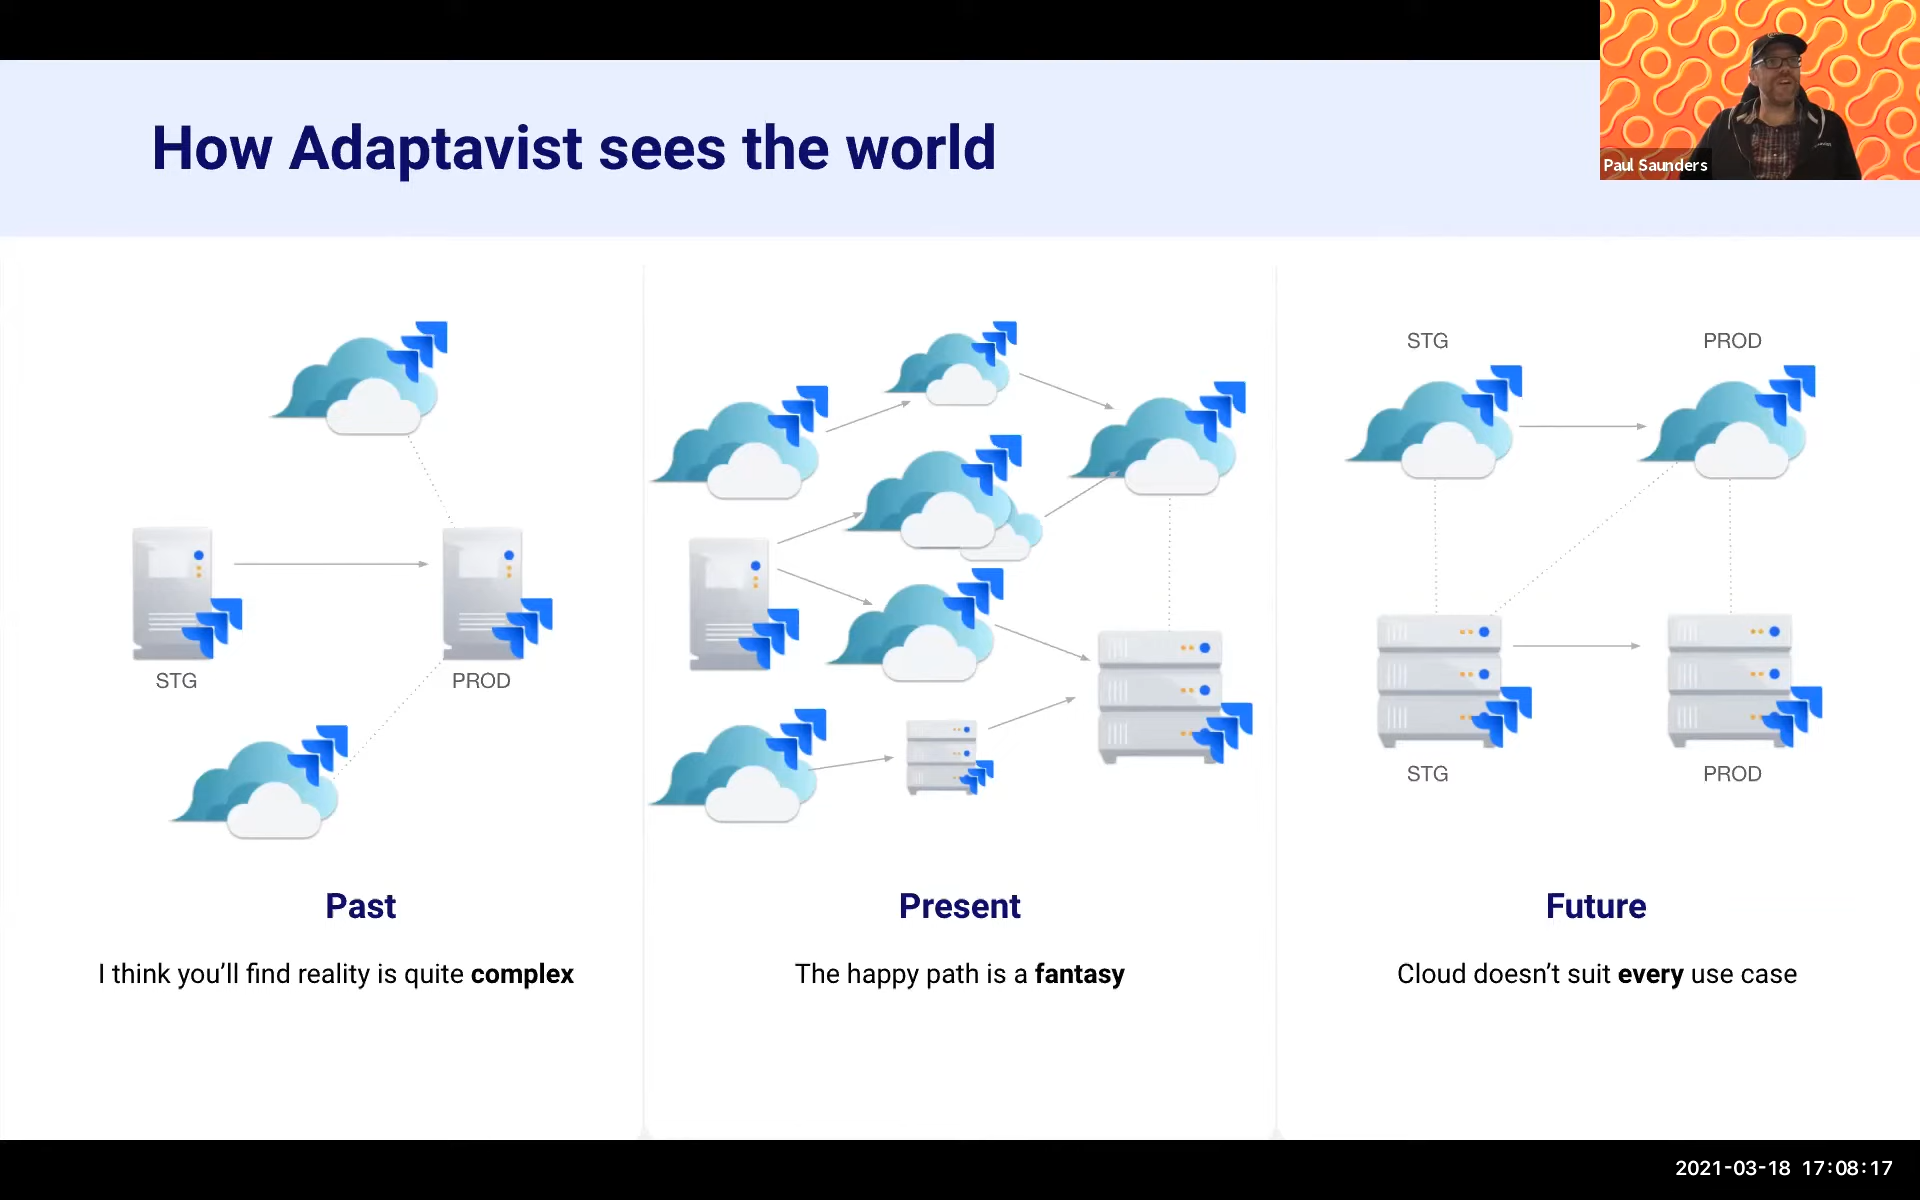 How Adaptavist sees the world
Paul Saunders
STG
PROD
Past
I think you’ll find reality is quite complex
Present
The happy path is a fantasy
STG
PROD
STG
PROD
Future
Cloud doesn’t suit every use case
2021-03-18 17:08:17